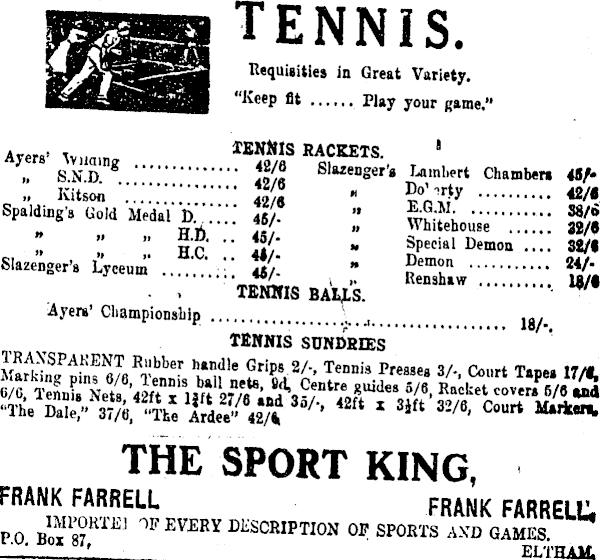 TENNIS.
Requisities in Great Variety.
"Keep fit ...... Play your game."
TENNIS RACKETS.
Ayers' Wilding .............. 42/6
„ S.N.D. .............. 42/6
„ Kitson .............. 42/6
Spalding's Gold Medal D. ..... 45/-
„ „ „ H.D. .. 45/-
„ „ „ H.C. .. 45/-
Slazenger's Lyceum .......... 45/-
Slazenger's Lambert Chambers 45/-
„ Do erty .......... 42/6
„ E.G.M. ........... 38/6
„ Whitehouse ...... 32/6
„ Special Demon .... 32/6
„ Demon ........... 24/-
„ Renshaw .......... 18/6
TENNIS BALLS.
Ayers' Championship ........................................ 18/-.
TENNIS SUNDRIES
TRANSPARENT Rubber handle Grips 2/-, Tennis Presses 3/-, Court Tapes 17/6,
Marking pins 6/6, Tennis ball nets, 9d, Centre guides 5/6, Racket covers 5/6 and
6/6, Tennis Nets, 42ft x ft 27/6 and 35/-, 42ft x 3½ft 32/6, Court Markers,
"The Dale," 37/6, "The Ardee" 42/6
THE SPORT KING,
FRANK FARRELL FRANK FARRELL,
IMPORTE OF EVERY DESCRIPTION OF SPORTS AND GAMES.
P.O. Box 87, ELTHAM.